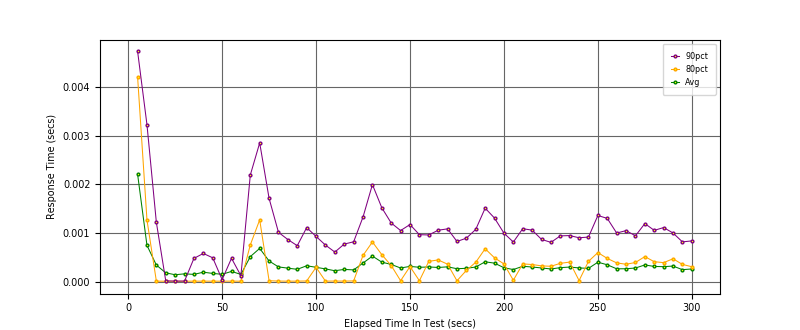 90pct
80pct
Avg
0.004
0.003
0.002
0.001
0.000
Response Time (secs)
0 50 100 150 200 250 300
Elapsed Time In Test (secs)